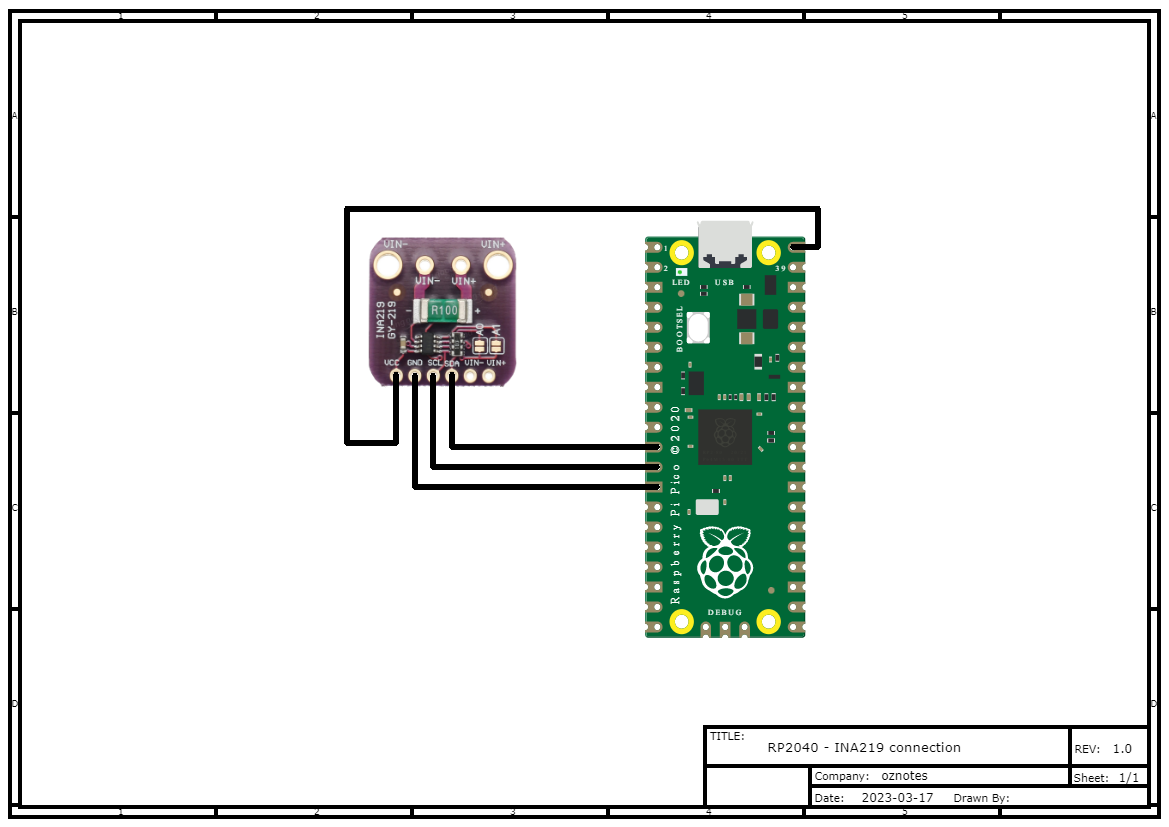 1 2 3 4 5
A A
B B
C C
D D
VIN- VIN+
VIN- VIN+
- R100 +
INA219
GY-219
A0 A1
VCC GND SCL SDA VIN- VIN+
1
2
39
LED USB
BOOTSEL
Raspberry Pi Pico ©2020
DEBUG
TITLE:
RP2040 - INA219 connection
REV: 1.0
Company: oznotes
Sheet: 1/1
Date: 2023-03-17 Drawn By:
1 2 3 4 5